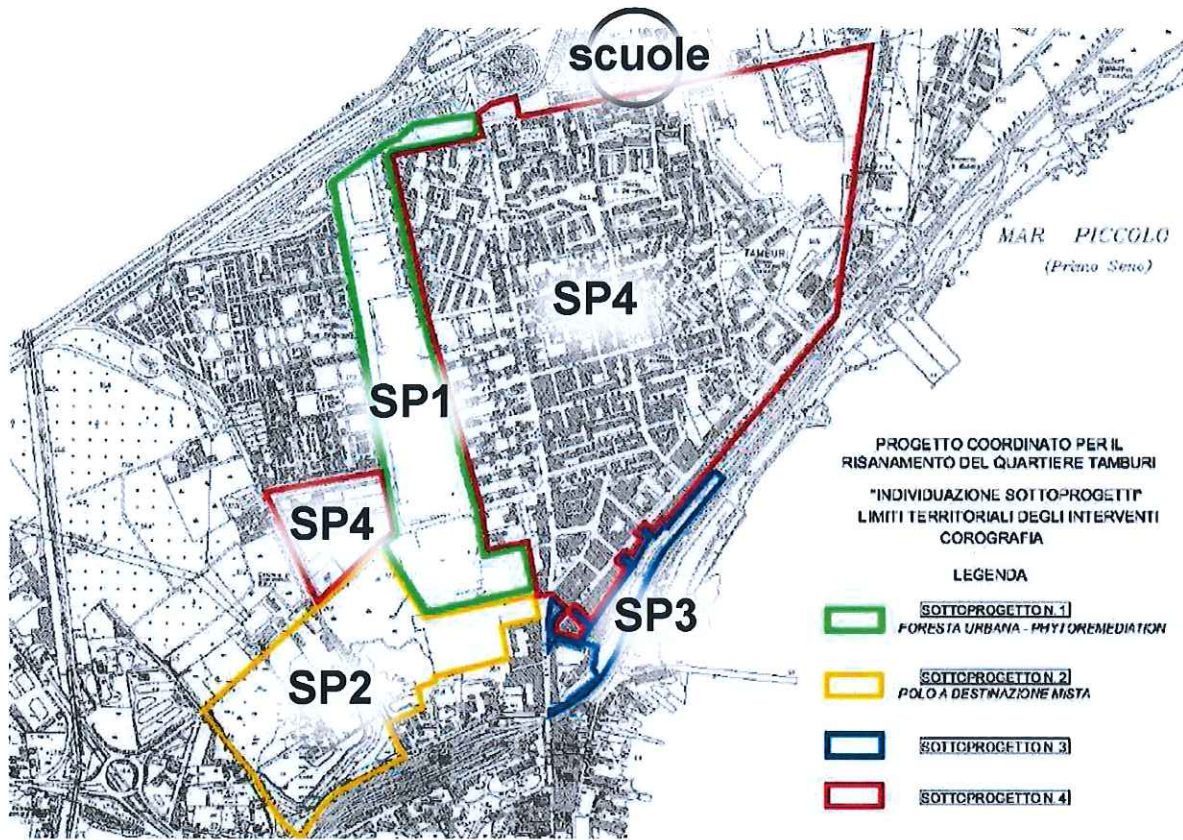 scuole
MAR PICCOLO
(Primo Seno)
TAMBURI
SP4
SP1
SP4
SP3
SP2
PROGETTO COORDINATO PER IL
RISANAMENTO DEL QUARTIERE TAMBURI
"INDIVIDUAZIONE SOTTOPROGETTI"
LIMITI TERRITORIALI DEGLI INTERVENTI
COROGRAFIA
LEGENDA
SOTTOPROGETTO N. 1
FORESTA URBANA - PHYTOREMEDIATION
SOTTOPROGETTO N. 2
POLO A DESTINAZIONE MISTA
SOTTOPROGETTO N. 3
SOTTOPROGETTO N. 4